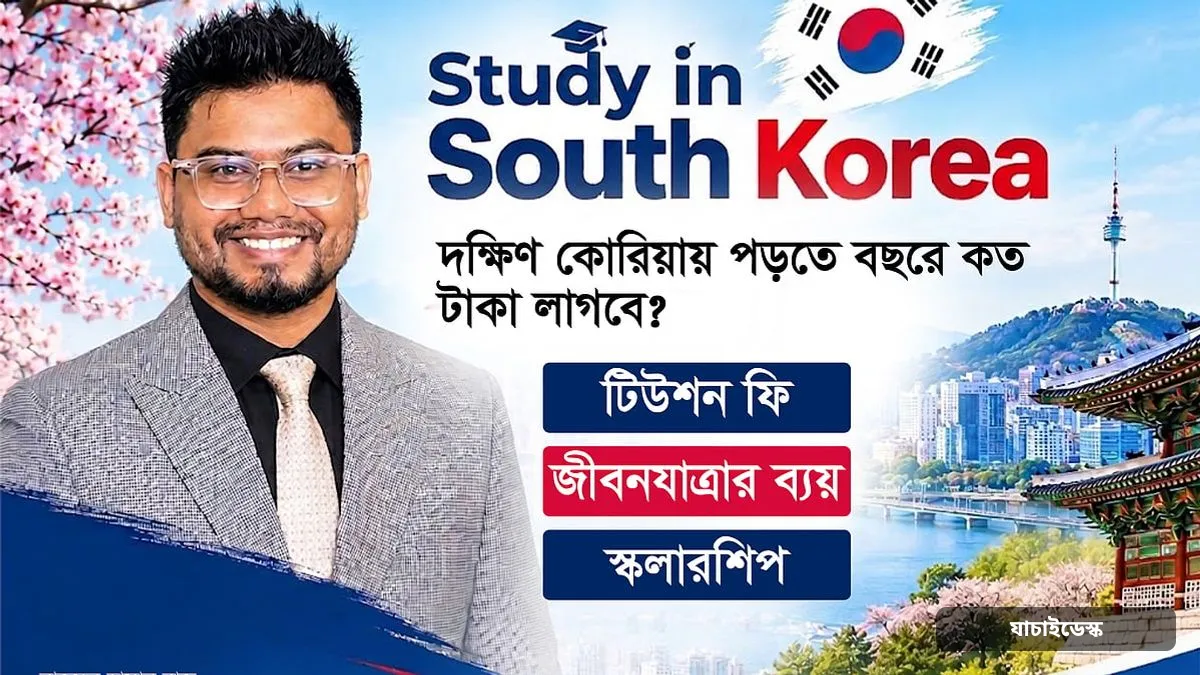 Study in
South Korea
দক্ষিণ কোরিয়ায় পড়তে বছরে কত
টাকা লাগবে?
টিউশন ফি
জীবনযাত্রার ব্যয়
স্কলারশিপ
যাচাইডেস্ক